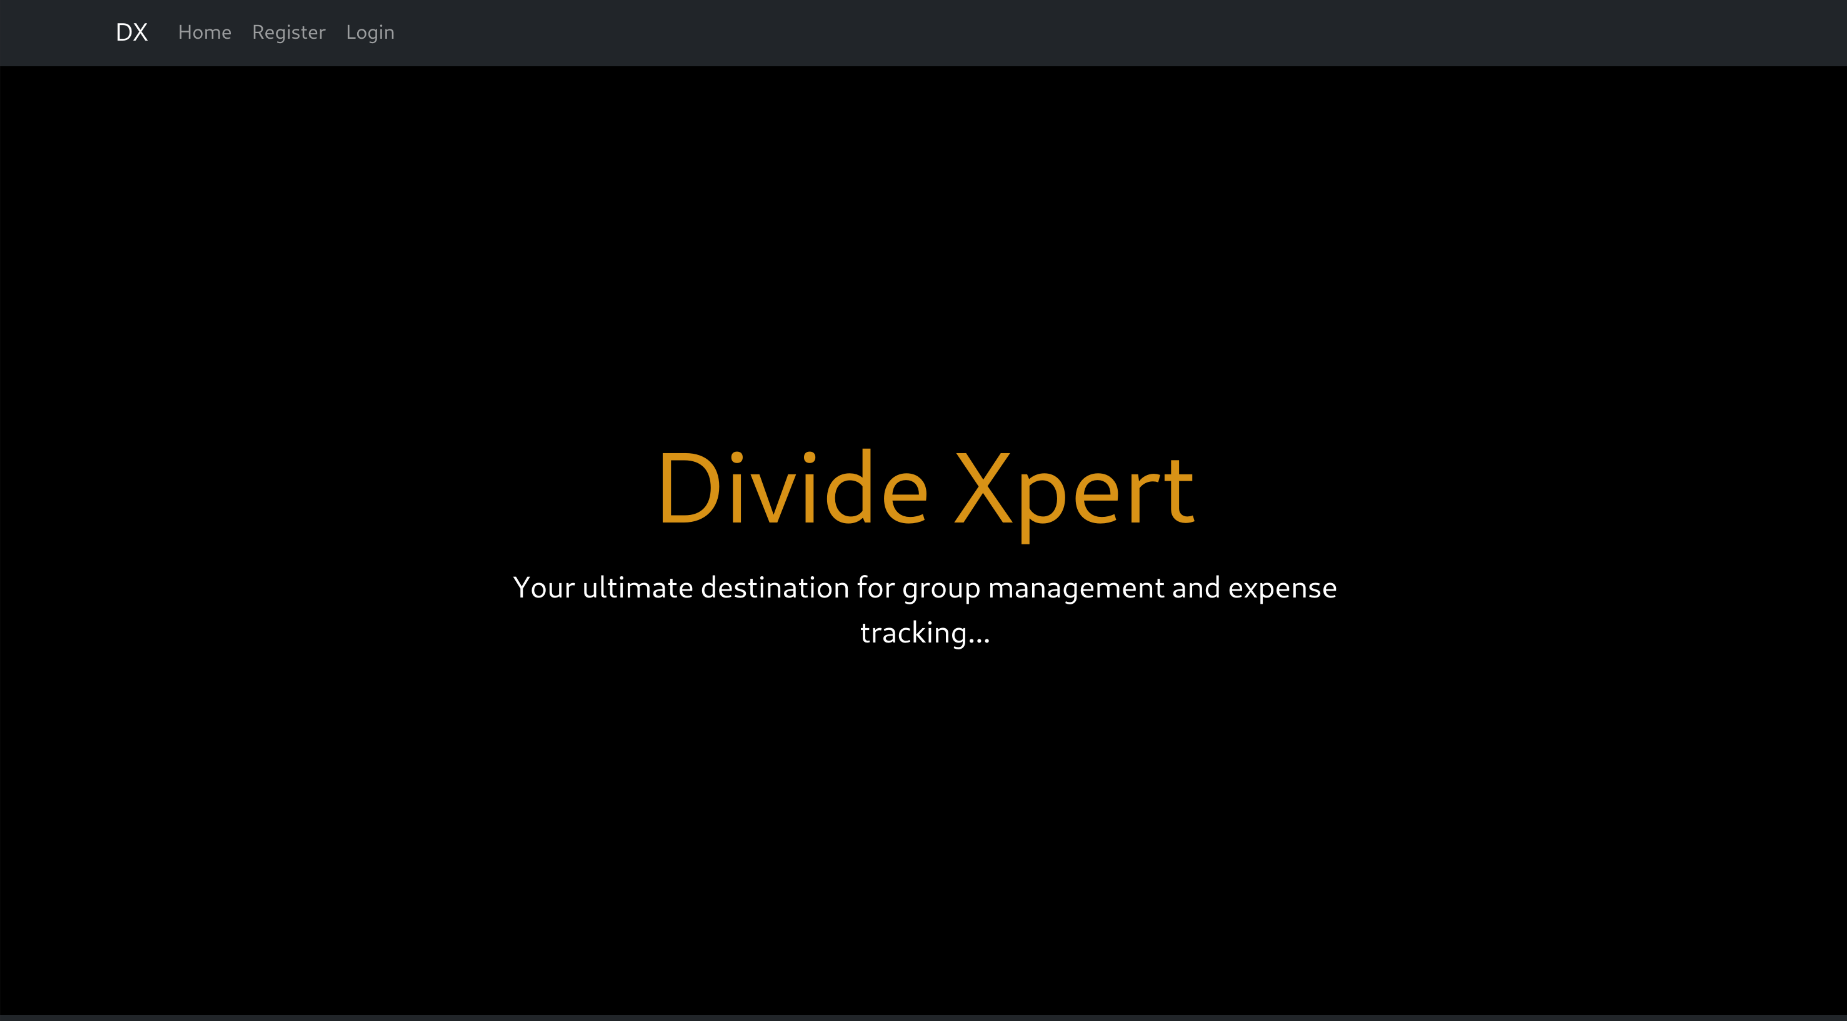 DX Home Register Login
Divide Xpert
Your ultimate destination for group management and expense
tracking...